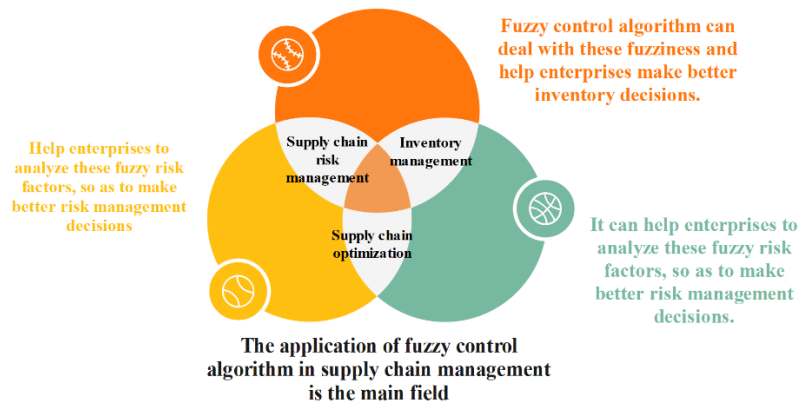 Fuzzy control algorithm can
deal with these fuzziness and
help enterprises make better
inventory decisions.
Help enterprises to
analyze these fuzzy risk
factors, so as to make
better risk management
decisions
Supply chain
risk
management
Inventory
management
Supply chain
optimization
It can help enterprises to
analyze these fuzzy risk
factors, so as to make
better risk management
decisions.
The application of fuzzy control
algorithm in supply chain management
is the main field